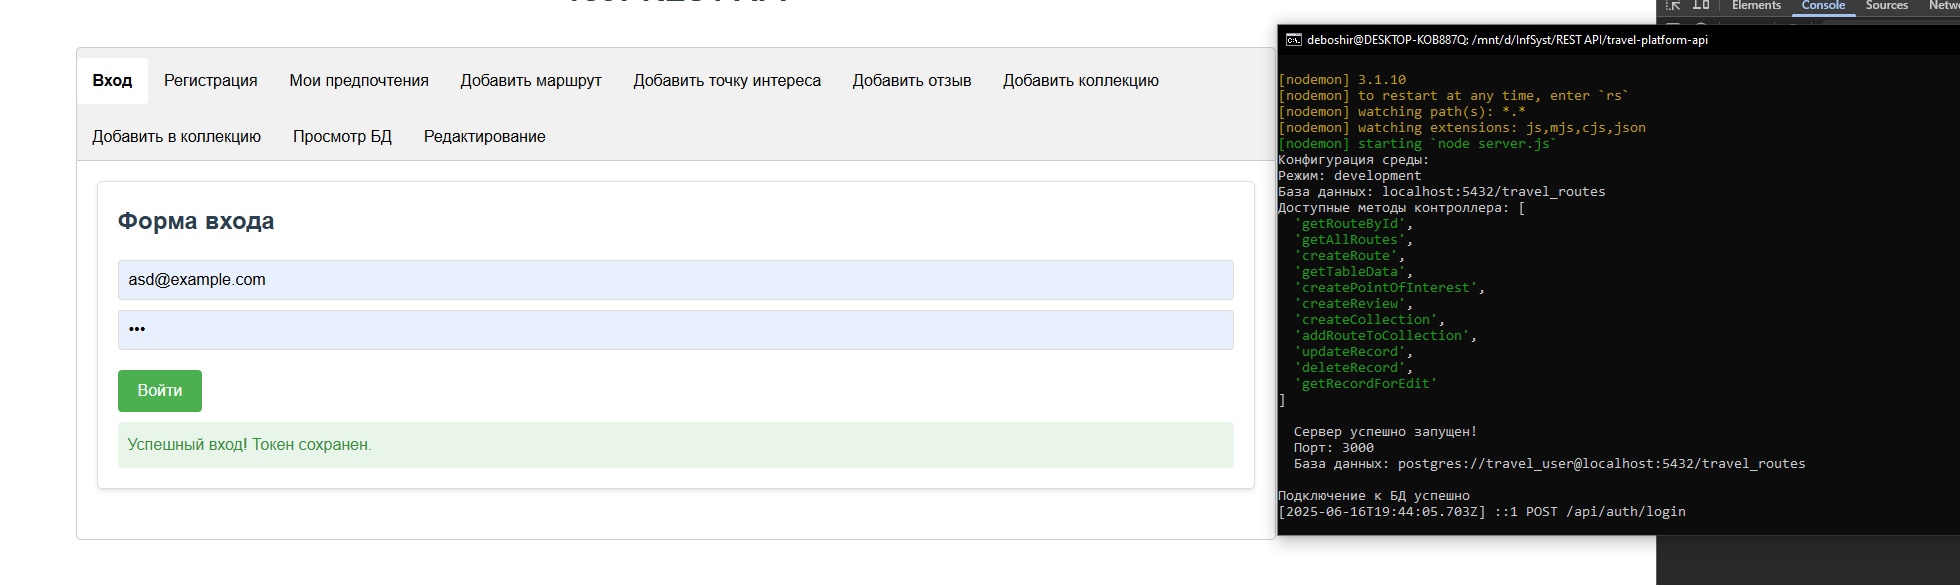 Вход Регистрация Мои предпочтения Добавить маршрут Добавить точку интереса Добавить отзыв Добавить коллекцию
Добавить в коллекцию Просмотр БД Редактирование
Форма входа
asd@example.com
•••
Войти
Успешный вход! Токен сохранен.
Elements Console Sources
deboshir@DESKTOP-KOB887Q: /mnt/d/InfSyst/REST API/travel-platform-api
[nodemon] 3.1.10
[nodemon] to restart at any time, enter `rs`
[nodemon] watching path(s): *.*
[nodemon] watching extensions: js,mjs,cjs,json
[nodemon] starting `node server.js`
Конфигурация среды:
Режим: development
База данных: localhost:5432/travel_routes
Доступные методы контроллера: [
'getRouteById',
'getAllRoutes',
'createRoute',
'getTableData',
'createPointOfInterest',
'createReview',
'createCollection',
'addRouteToCollection',
'updateRecord',
'deleteRecord',
'getRecordForEdit'
]
Сервер успешно запущен!
Порт: 3000
База данных: postgres://travel_user@localhost:5432/travel_routes
Подключение к БД успешно
[2025-06-16T19:44:05.703Z] ::1 POST /api/auth/login